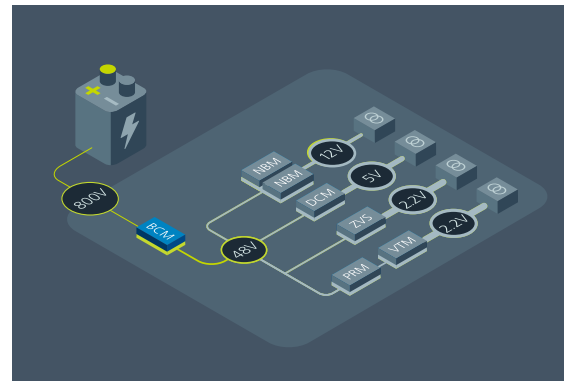 800V
BCM
48V
NBM
NBM
12V
DCM
5V
ZVS
2.2V
PRM
VTM
2.2V